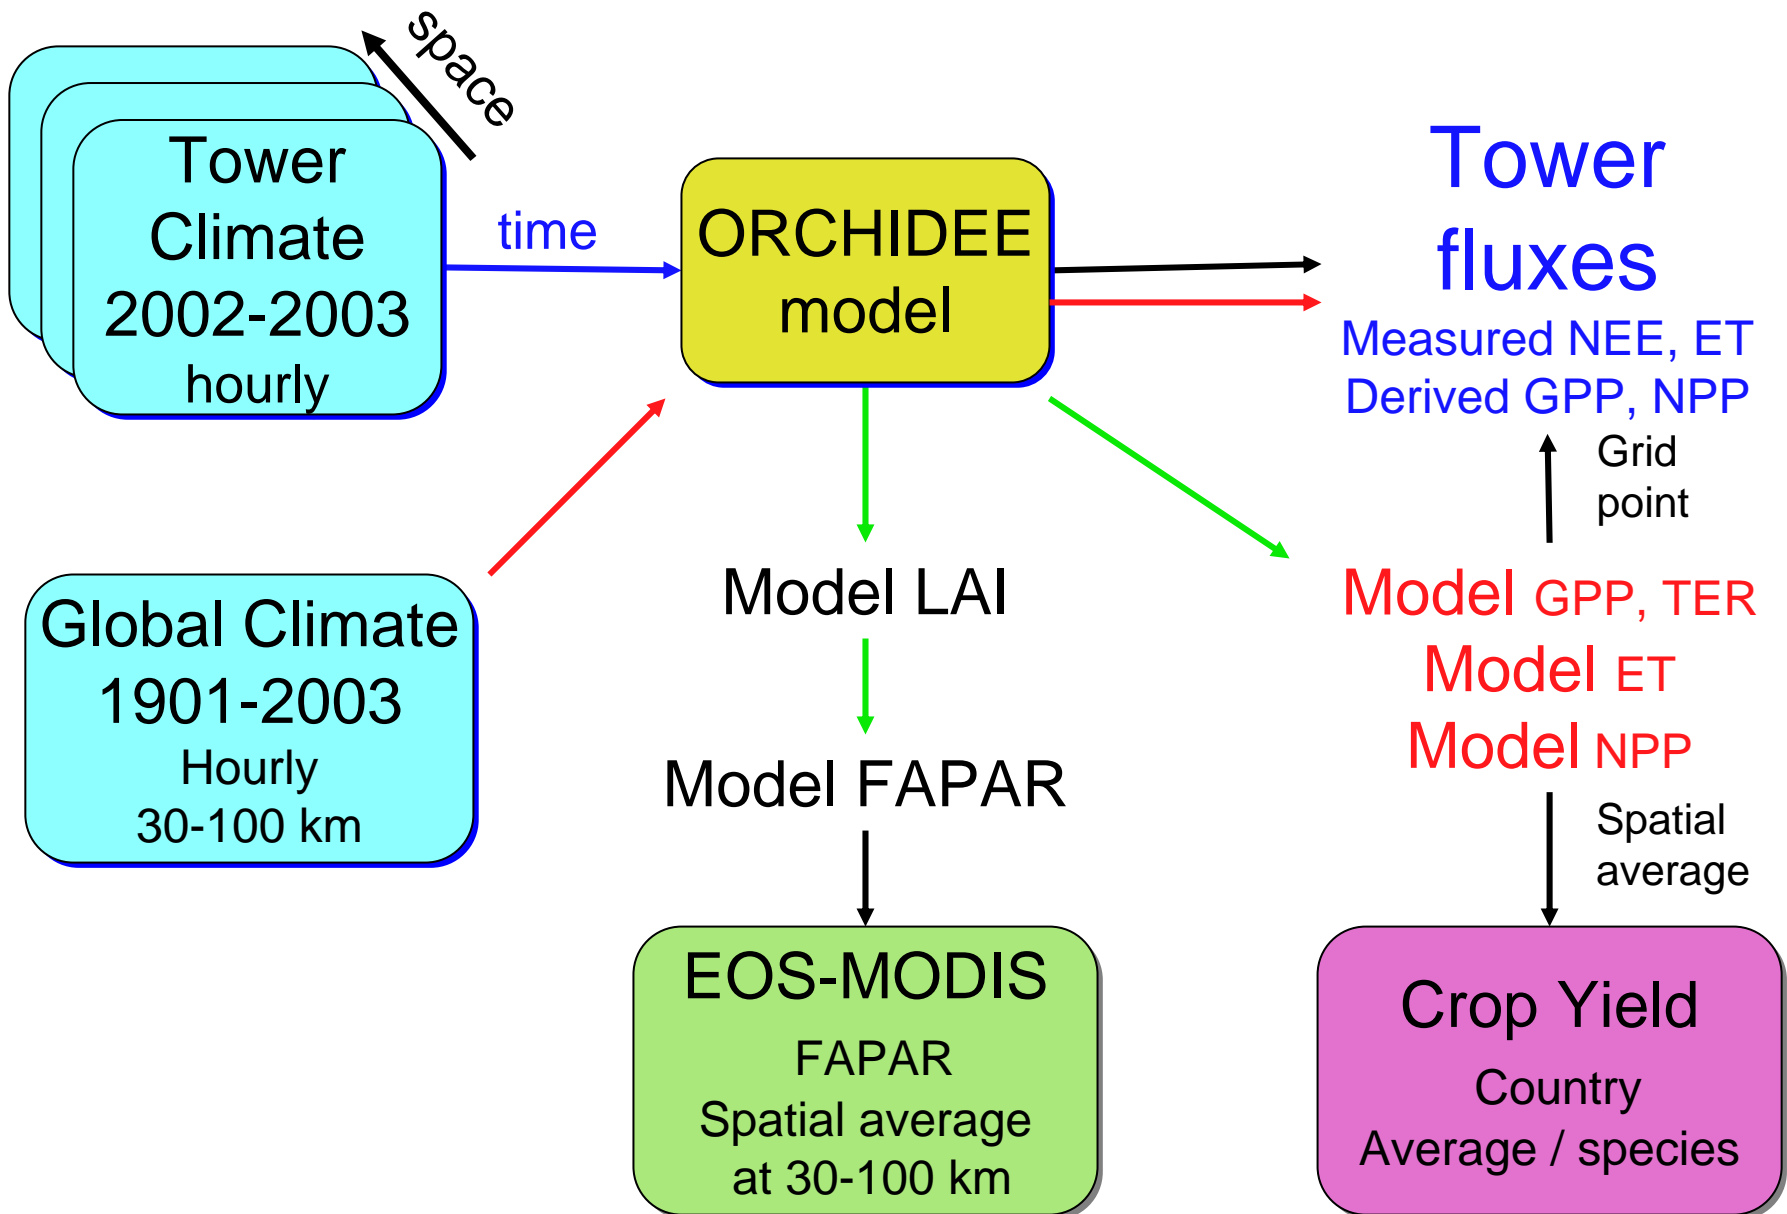 space
Tower
Climate
2002-2003
hourly
time
ORCHIDEE
model
Tower
fluxes
Measured NEE, ET
Derived GPP, NPP
Grid
point
Global Climate
1901-2003
Hourly
30-100 km
Model LAI
Model FAPAR
Model GPP, TER
Model ET
Model NPP
Spatial
average
EOS-MODIS
FAPAR
Spatial average
at 30-100 km
Crop Yield
Country
Average / species